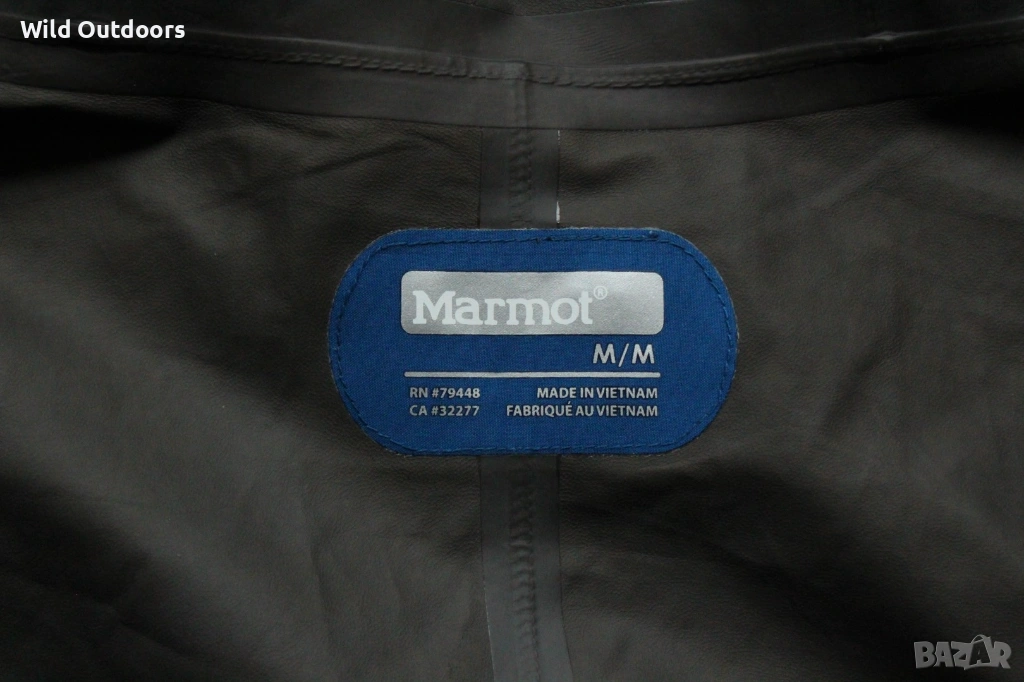 Wild Outdoors
Marmot®
M/M
RN #79448 MADE IN VIETNAM
CA #32277 FABRIQUÉ AU VIETNAM
BAZAR